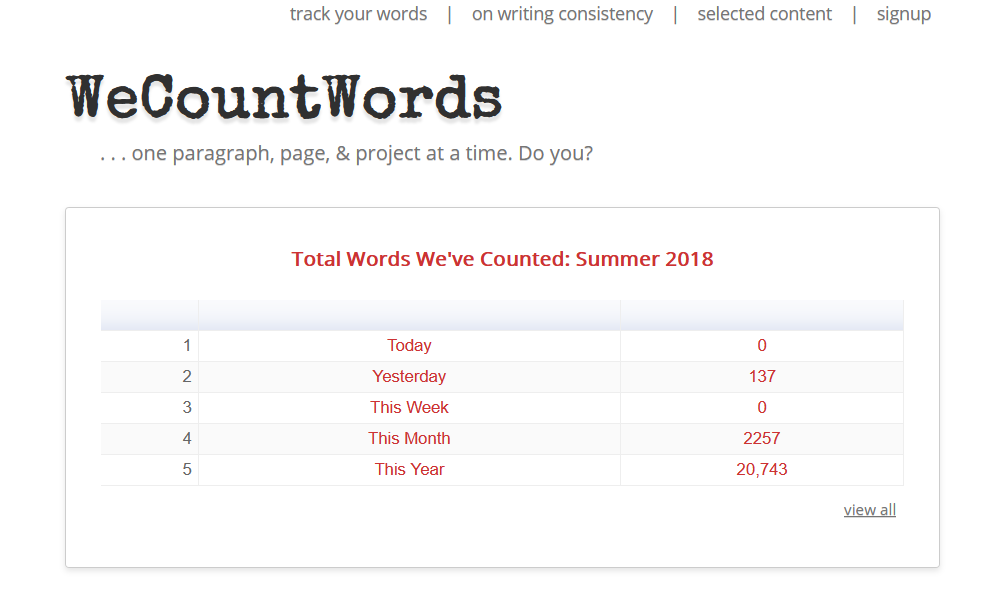 track your words | on writing consistency | selected content | signup
WeCountWords
. . . one paragraph, page, & project at a time. Do you?
Total Words We've Counted: Summer 2018
1 Today 0
2 Yesterday 137
3 This Week 0
4 This Month 2257
5 This Year 20,743
view all